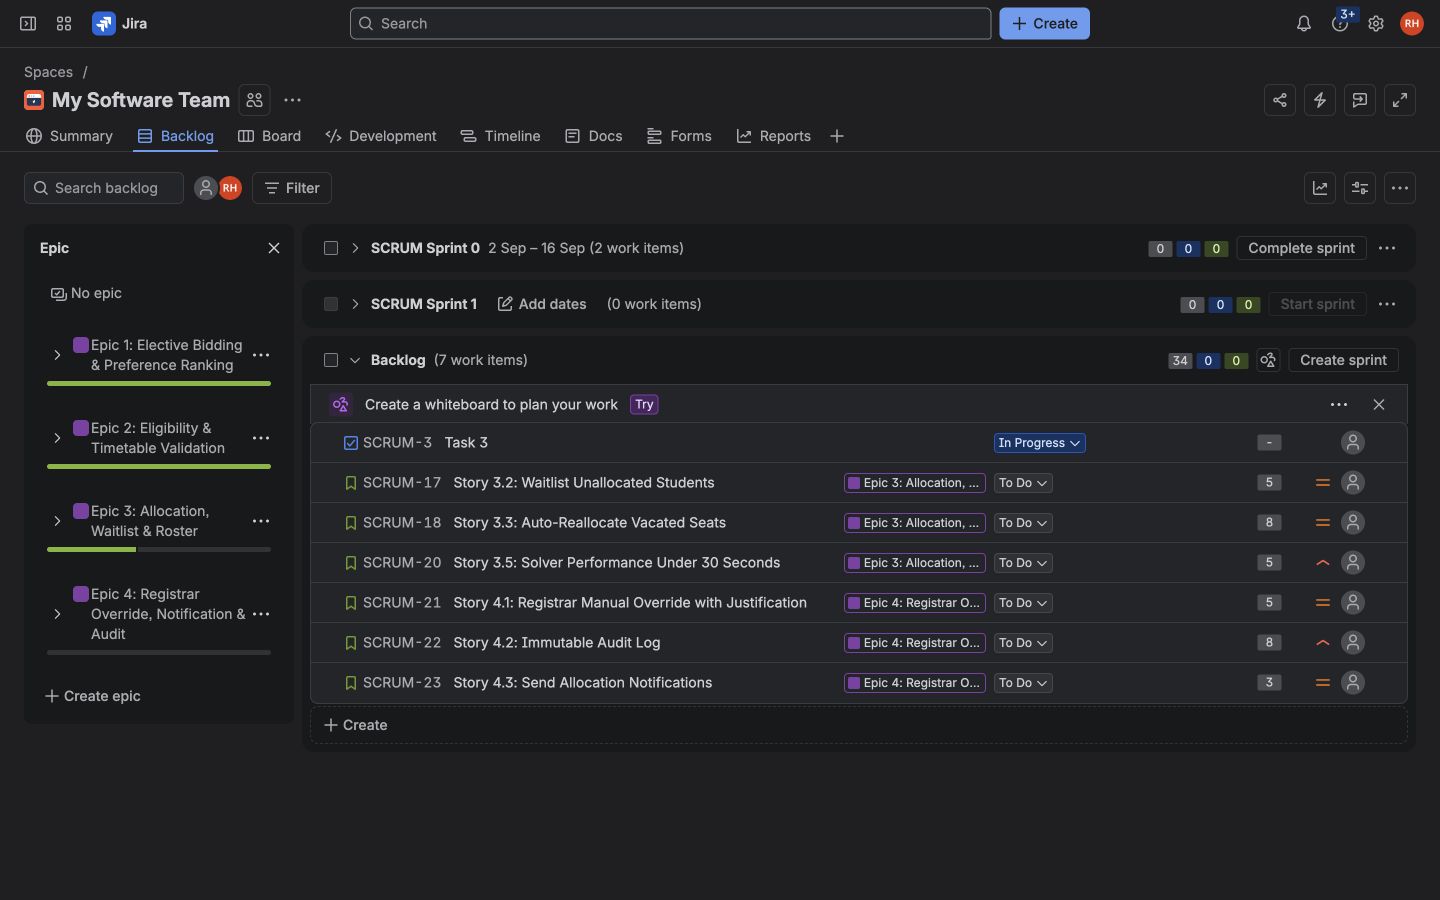 Jira
Search
Create
3+
RH
Spaces /
My Software Team
Summary
Backlog
Board
Development
Timeline
Docs
Forms
Reports
Search backlog
RH
Filter
Epic
No epic
Epic 1: Elective Bidding
& Preference Ranking
Epic 2: Eligibility &
Timetable Validation
Epic 3: Allocation,
Waitlist & Roster
Epic 4: Registrar
Override, Notification &
Audit
Create epic
SCRUM Sprint 0 2 Sep – 16 Sep (2 work items) 0 0 0 Complete sprint
SCRUM Sprint 1 Add dates (0 work items) 0 0 0 Start sprint
Backlog (7 work items) 34 0 0 Create sprint
Create a whiteboard to plan your work Try
SCRUM-3 Task 3 In Progress -
SCRUM-17 Story 3.2: Waitlist Unallocated Students Epic 3: Allocation, ... To Do 5
SCRUM-18 Story 3.3: Auto-Reallocate Vacated Seats Epic 3: Allocation, ... To Do 8
SCRUM-20 Story 3.5: Solver Performance Under 30 Seconds Epic 3: Allocation, ... To Do 5
SCRUM-21 Story 4.1: Registrar Manual Override with Justification Epic 4: Registrar O... To Do 5
SCRUM-22 Story 4.2: Immutable Audit Log Epic 4: Registrar O... To Do 8
SCRUM-23 Story 4.3: Send Allocation Notifications Epic 4: Registrar O... To Do 3
Create